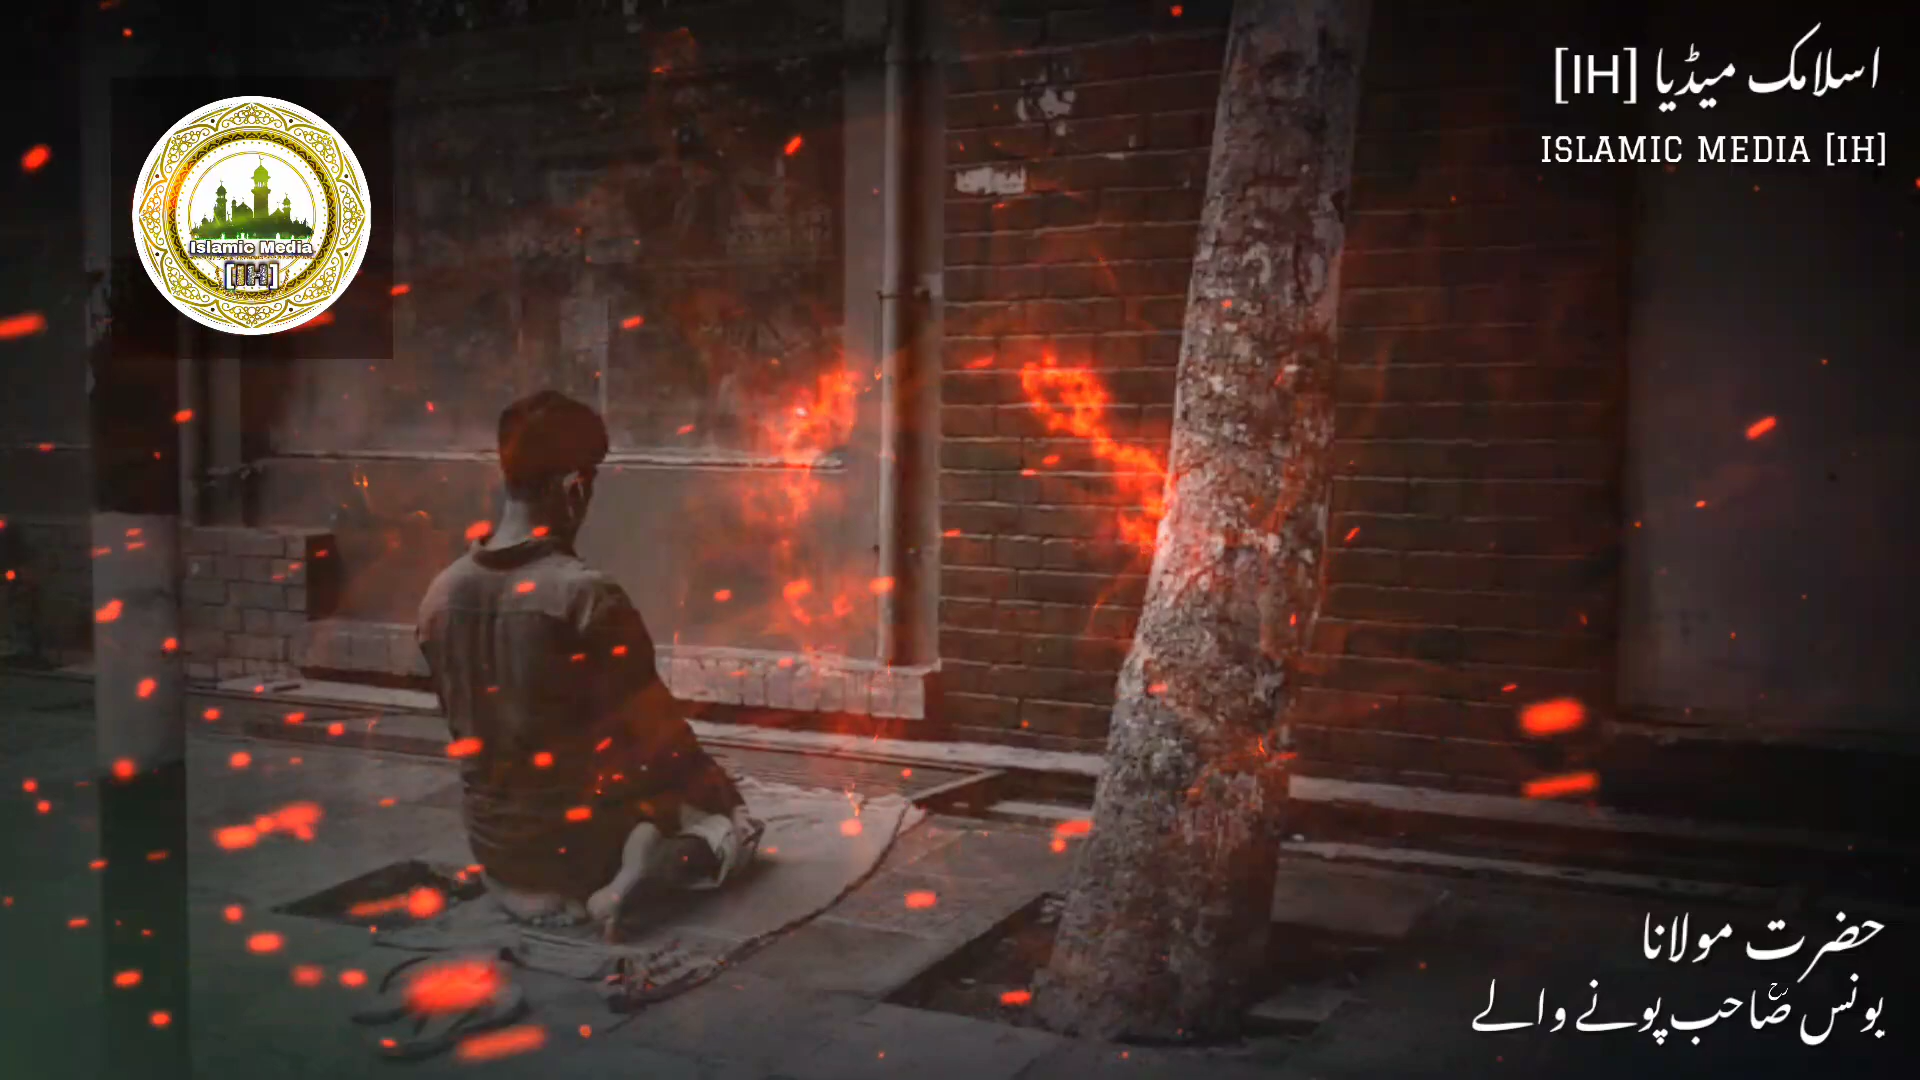 اسلامک میڈیا [IH]
ISLAMIC MEDIA [IH]
Islamic Media
[IH]
حضرت مولانا
یونس صاحبؒ پونے والے